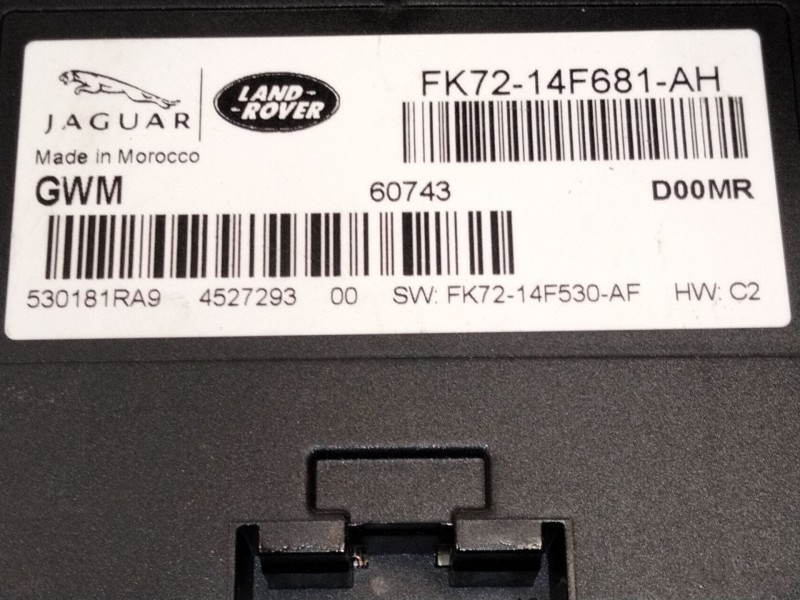 JAGUAR
LAND-
-ROVER
FK72-14F681-AH
Made in Morocco
GWM 60743 D00MR
530181RA9 4527293 00 SW: FK72-14F530-AF HW: C2